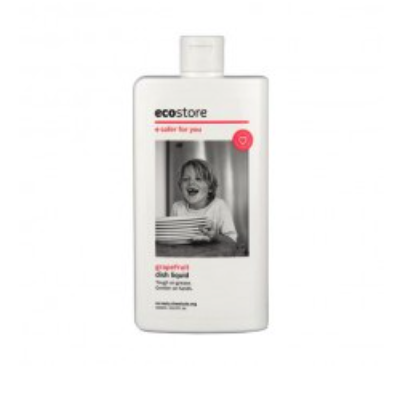 ecostore
safer for you
grapefruit
dish liquid
Tough on grease.
Gentler on hands.